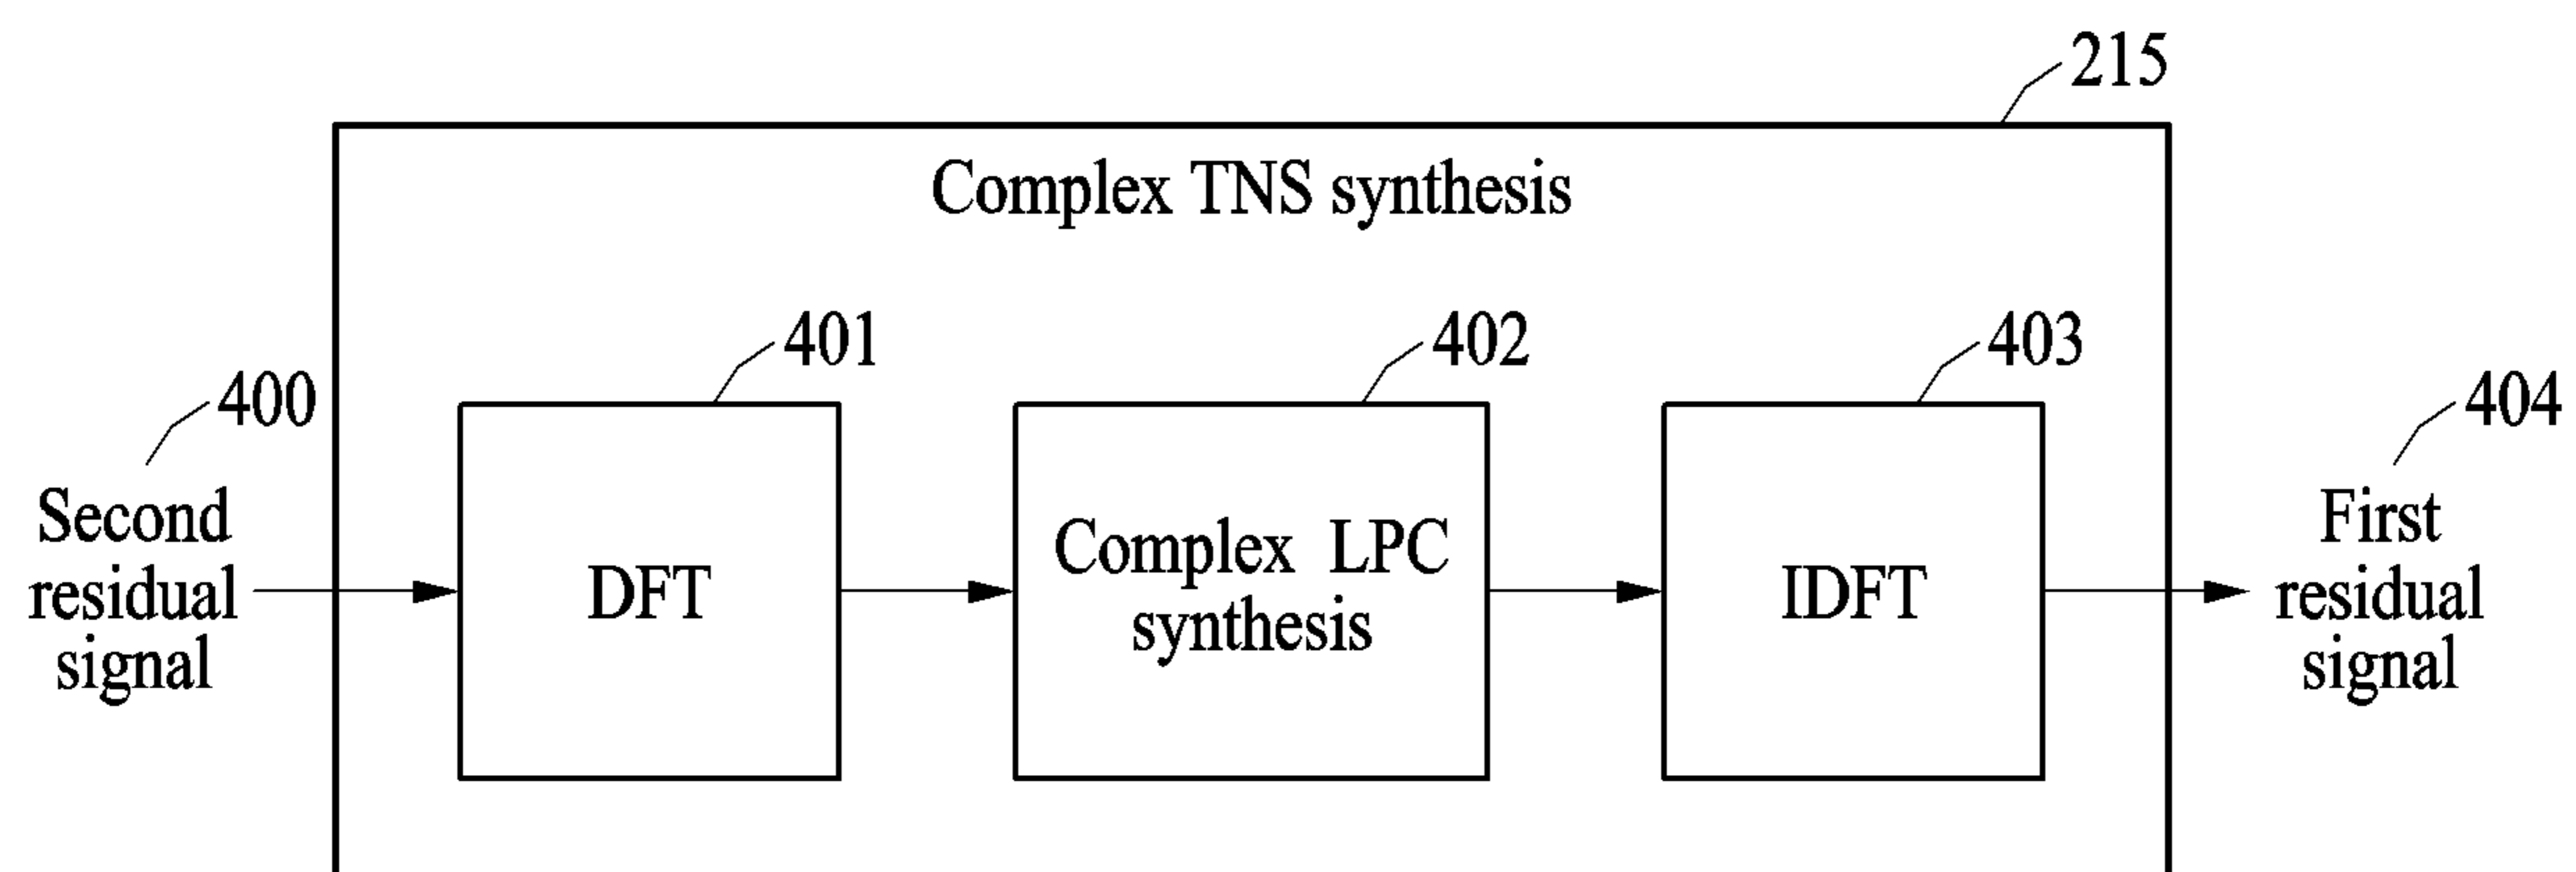 215
Complex TNS synthesis
401
402
403
400
404
Second
residual
signal
DFT
Complex LPC
synthesis
IDFT
First
residual
signal